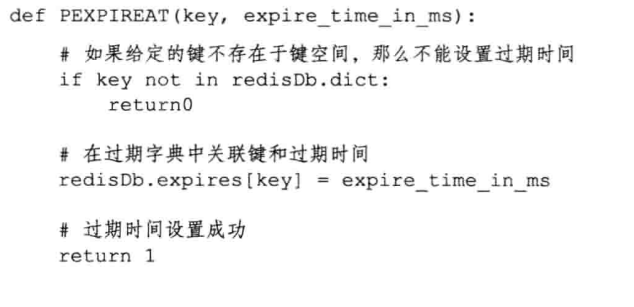 def PEXPIREAT(key, expire_time_in_ms):
# 如果给定的键不存在于键空间，那么不能设置过期时间
if key not in redisDb.dict:
return0
# 在过期字典中关联键和过期时间
redisDb.expires[key] = expire_time_in_ms
# 过期时间设置成功
return 1